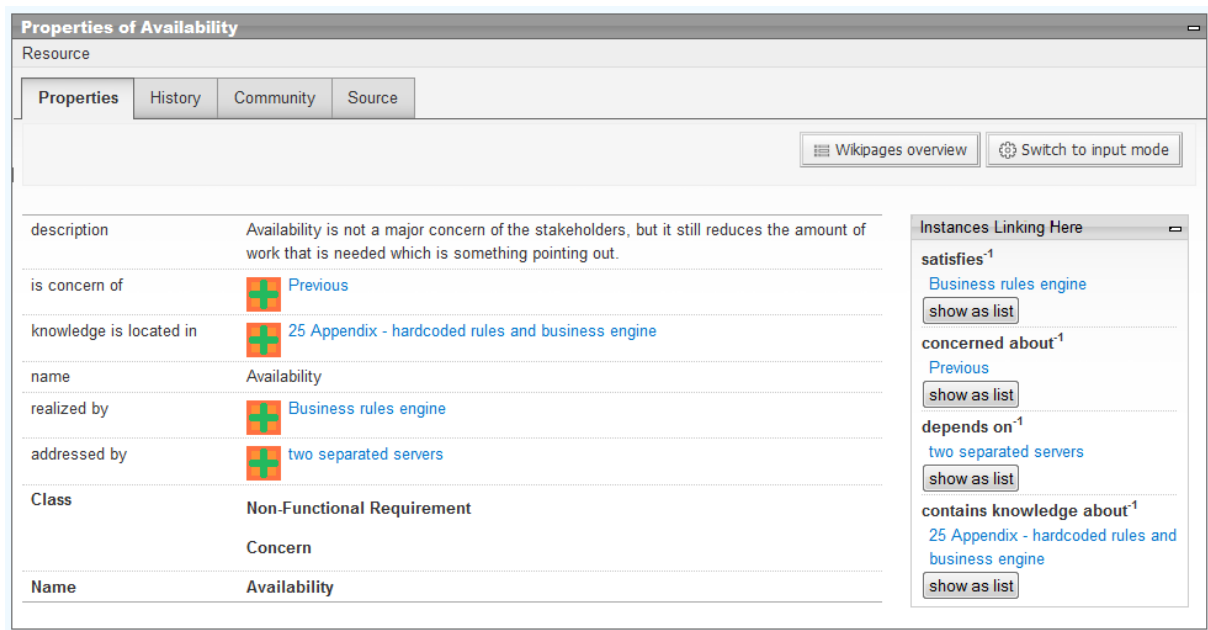 Properties of Availability
Resource
Properties History Community Source
Wikipages overview Switch to input mode
description Availability is not a major concern of the stakeholders, but it still reduces the amount of
work that is needed which is something pointing out.
is concern of Previous
knowledge is located in 25 Appendix - hardcoded rules and business engine
name Availability
realized by Business rules engine
addressed by two separated servers
Class Non-Functional Requirement
Concern
Name Availability
Instances Linking Here
satisfies-1
Business rules engine
show as list
concerned about-1
Previous
show as list
depends on-1
two separated servers
show as list
contains knowledge about-1
25 Appendix - hardcoded rules and
business engine
show as list